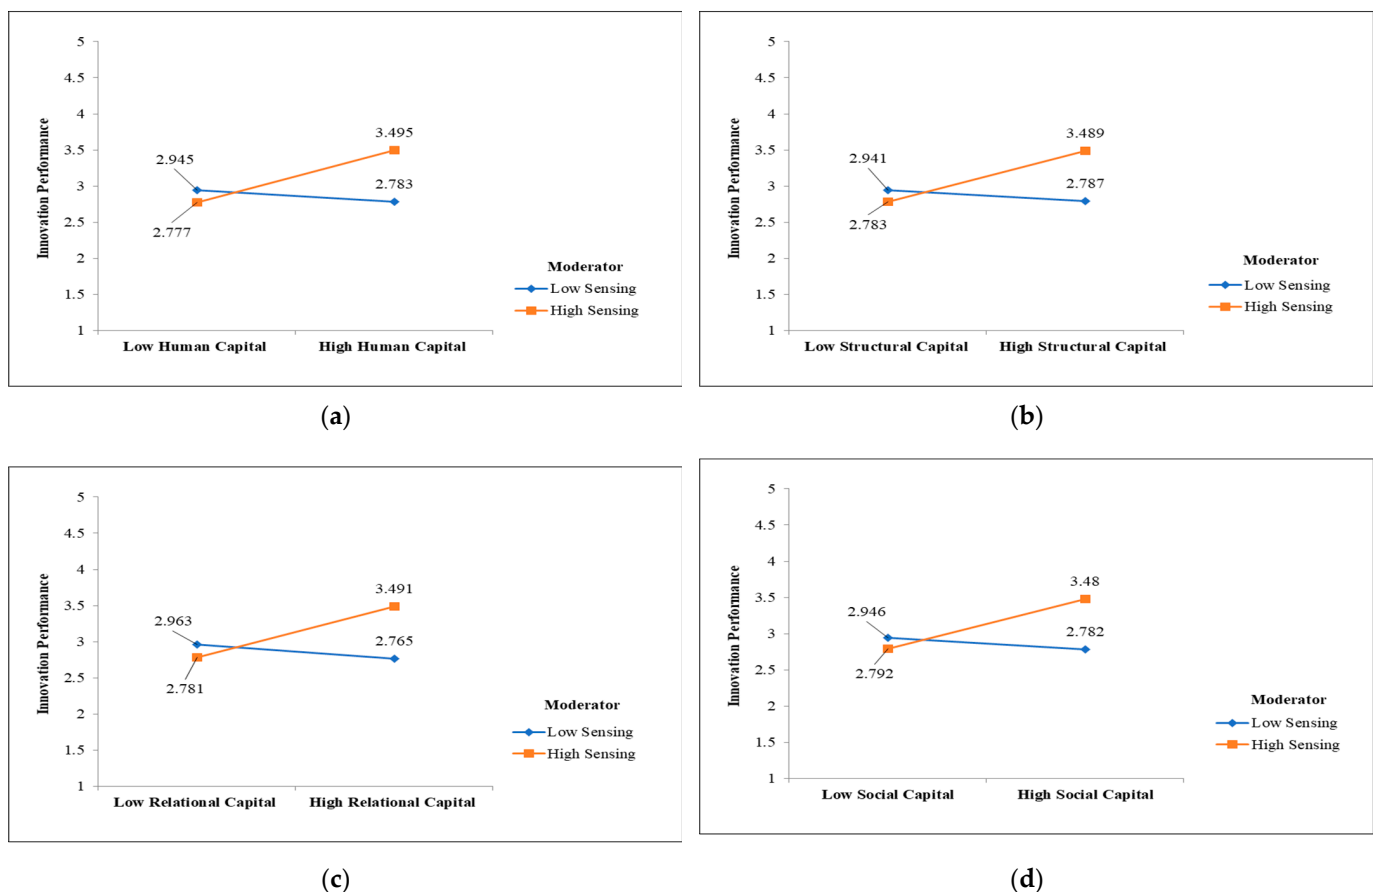 Innovation Performance
5
4.5
4
3.5
3
2.5
2
1.5
1
2.945
2.777
3.495
2.783
Moderator
Low Sensing
High Sensing
Low Human Capital
High Human Capital
(a)
Innovation Performance
5
4.5
4
3.5
3
2.5
2
1.5
1
2.941
2.783
3.489
2.787
Moderator
Low Sensing
High Sensing
Low Structural Capital
High Structural Capital
(b)
Innovation Performance
5
4.5
4
3.5
3
2.5
2
1.5
1
2.963
2.781
3.491
2.765
Moderator
Low Sensing
High Sensing
Low Relational Capital
High Relational Capital
(c)
Innovation Performance
5
4.5
4
3.5
3
2.5
2
1.5
1
2.946
2.792
3.48
2.782
Moderator
Low Sensing
High Sensing
Low Social Capital
High Social Capital
(d)